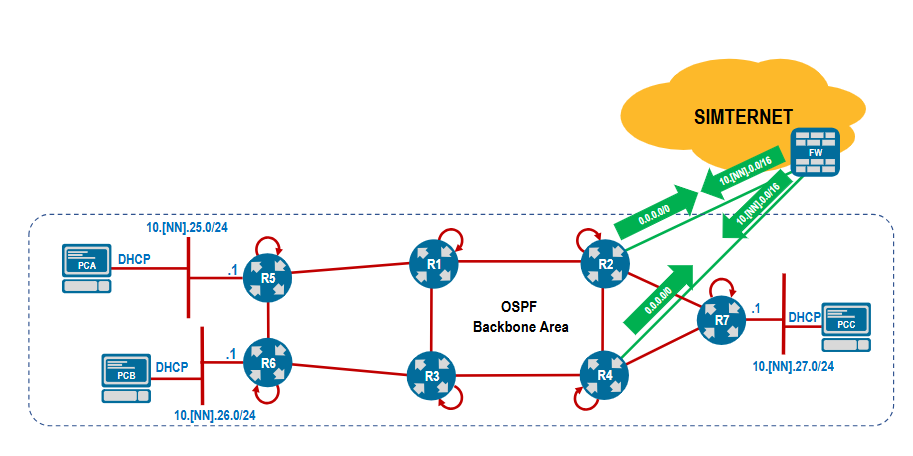 SIMTERNET
FW
10.[NN].0.0/16
0.0.0.0/0
10.[NN].0.0/16
0.0.0.0/0
10.[NN].25.0/24
PCA
DHCP
.1
R5
R1
R2
OSPF
Backbone Area
R7
.1
DHCP
PCC
10.[NN].27.0/24
PCB
DHCP
.1
R6
R3
R4
10.[NN].26.0/24